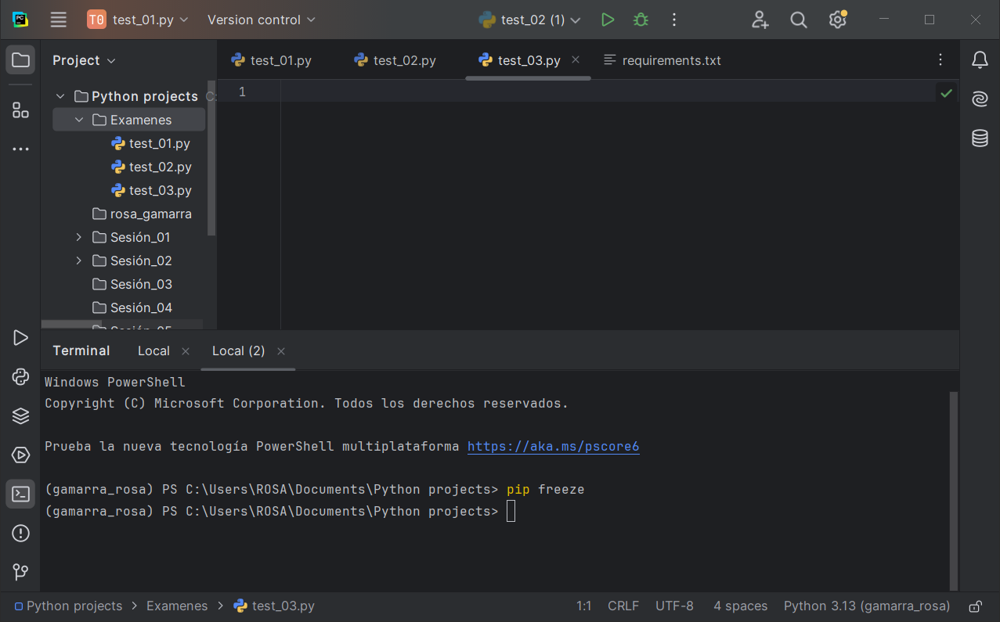 PC T0 test_01.py Version control test_02 (1)
Project test_01.py test_02.py test_03.py requirements.txt
Python projects C:
1
Examenes
test_01.py
test_02.py
test_03.py
rosa_gamarra
Sesión_01
Sesión_02
Sesión_03
Sesión_04
Sesión_05
Terminal Local Local (2)
Windows PowerShell
Copyright (C) Microsoft Corporation. Todos los derechos reservados.
Prueba la nueva tecnología PowerShell multiplataforma https://aka.ms/pscore6
(gamarra_rosa) PS C:\Users\ROSA\Documents\Python projects> pip freeze
(gamarra_rosa) PS C:\Users\ROSA\Documents\Python projects>
Python projects > Examenes > test_03.py 1:1 CRLF UTF-8 4 spaces Python 3.13 (gamarra_rosa)